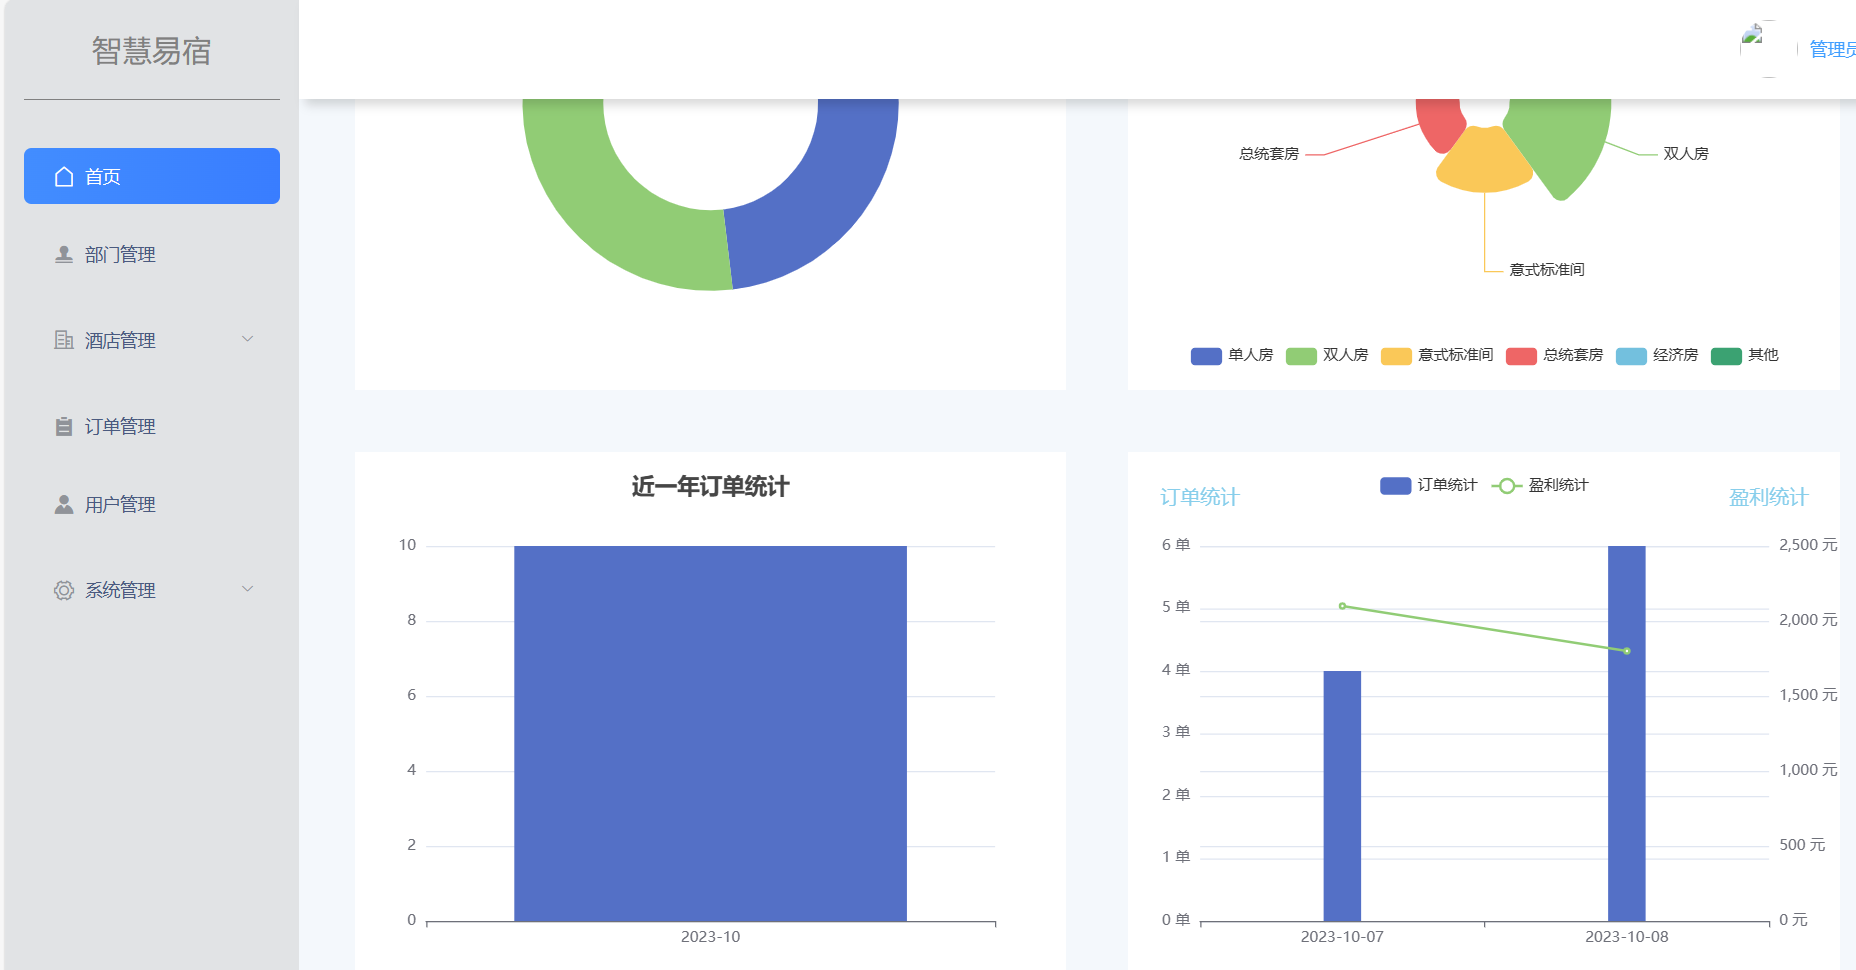 智慧易宿
管理员
首页
部门管理
酒店管理
订单管理
用户管理
系统管理
总统套房
双人房
意式标准间
单人房 双人房 意式标准间 总统套房 经济房 其他
近一年订单统计
10
8
6
4
2
0
2023-10
订单统计 盈利统计
订单统计
盈利统计
6 单
5 单
4 单
3 单
2 单
1 单
0 单
2,500 元
2,000 元
1,500 元
1,000 元
500 元
0 元
2023-10-07
2023-10-08